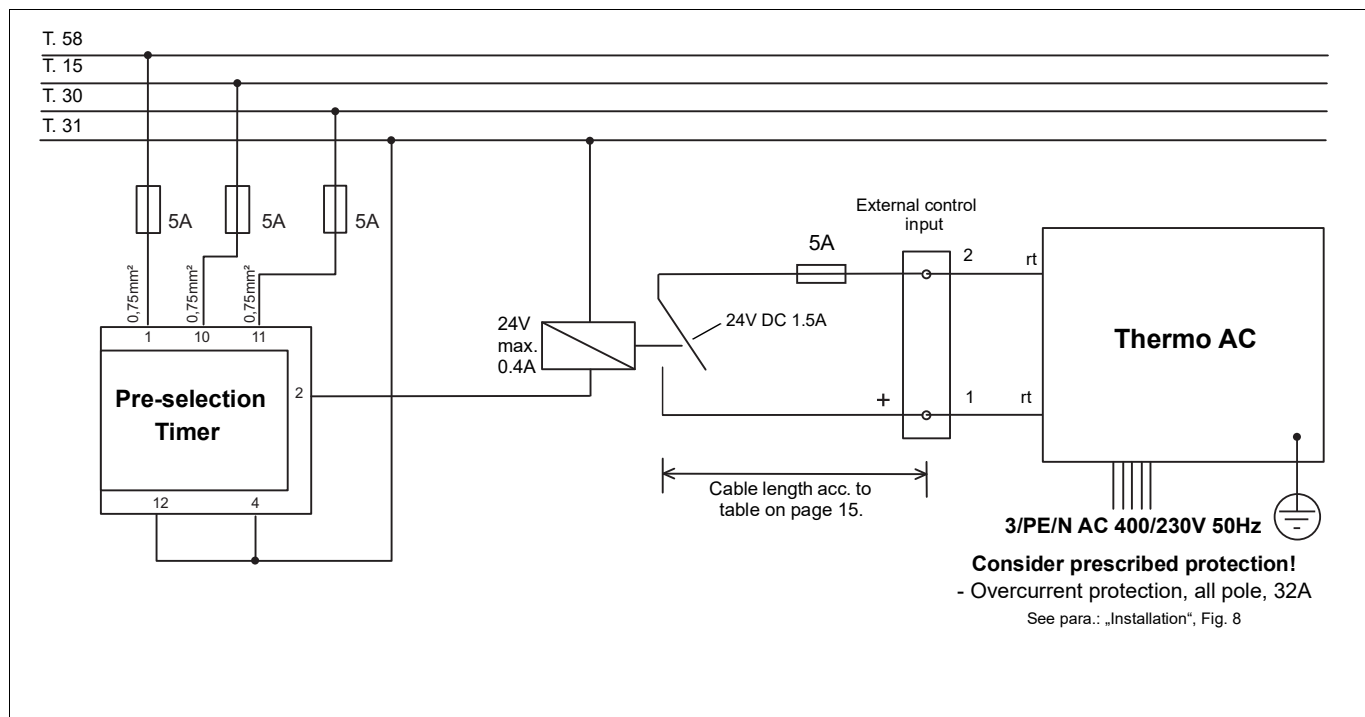 T. 58
T. 15
T. 30
T. 31
5A
5A
5A
0,75mm²
0,75mm²
0,75mm²
1
10
11
Pre-selection
Timer
2
12
4
24V
max.
0.4A
24V DC 1.5A
5A
External control
input
2
rt
+
1
rt
Thermo AC
Cable length acc. to
table on page 15.
3/PE/N AC 400/230V 50Hz
Consider prescribed protection!
- Overcurrent protection, all pole, 32A
See para.: „Installation“, Fig. 8